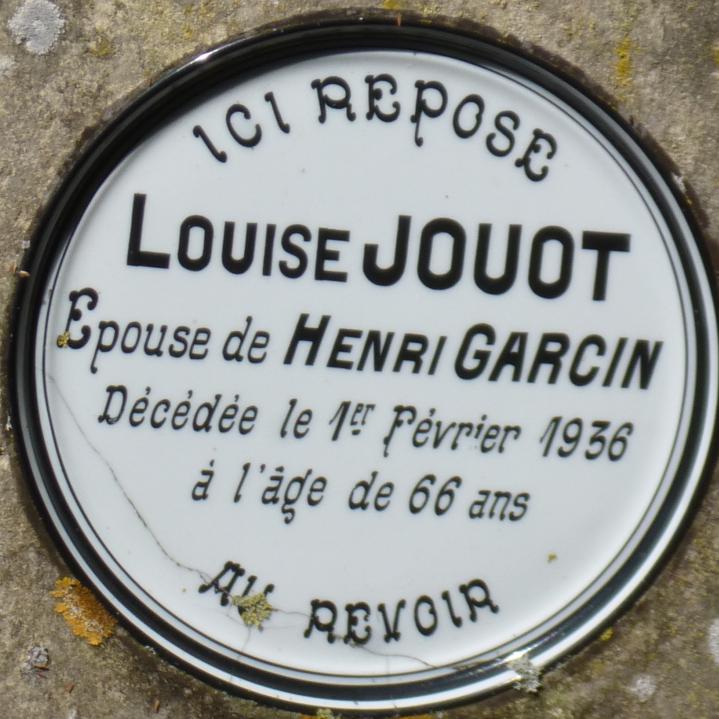 ICI REPOSE
LOUISE JOUOT
Epouse de HENRI GARCIN
Décédée le 1er Février 1936
à l'âge de 66 ans
AU REVOIR